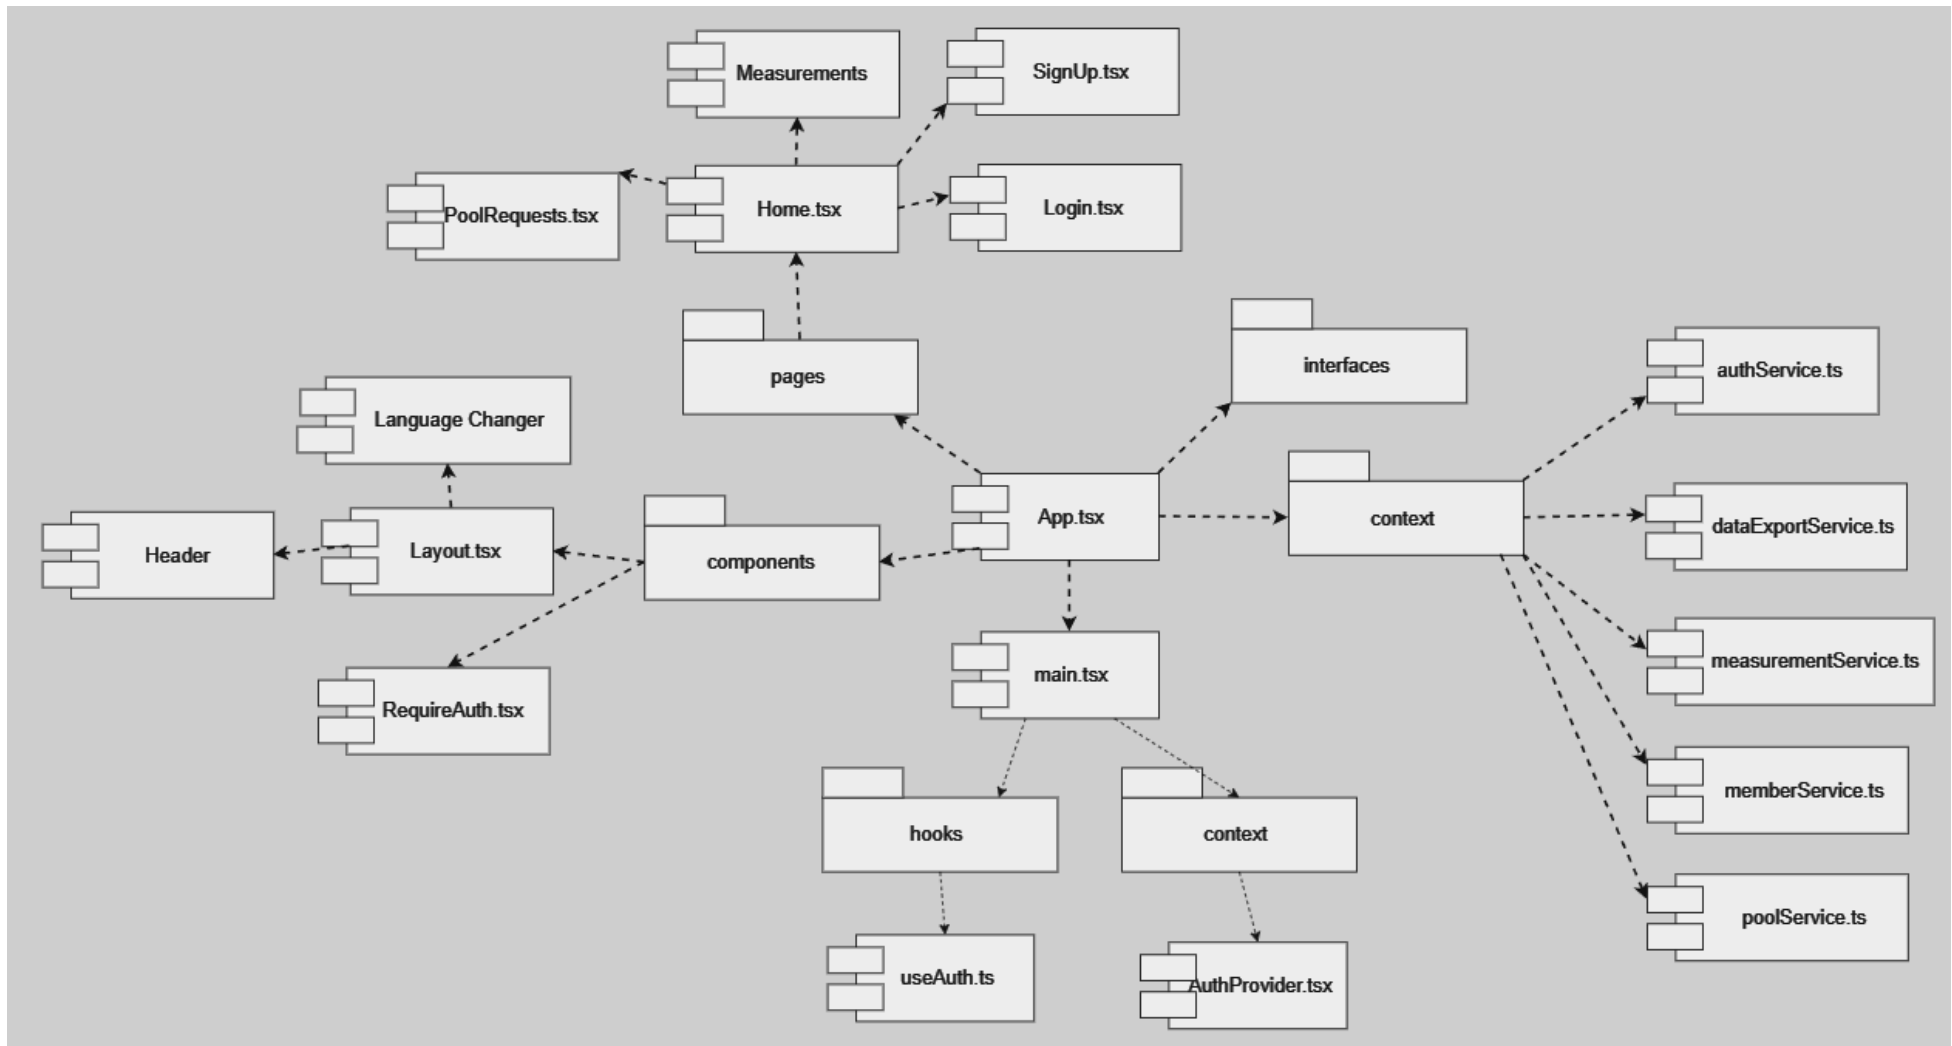 Measurements
SignUp.tsx
PoolRequests.tsx
Home.tsx
Login.tsx
pages
interfaces
authService.ts
Language Changer
App.tsx
context
dataExportService.ts
Header
Layout.tsx
components
measurementService.ts
main.tsx
RequireAuth.tsx
memberService.ts
hooks
context
poolService.ts
useAuth.ts
AuthProvider.tsx